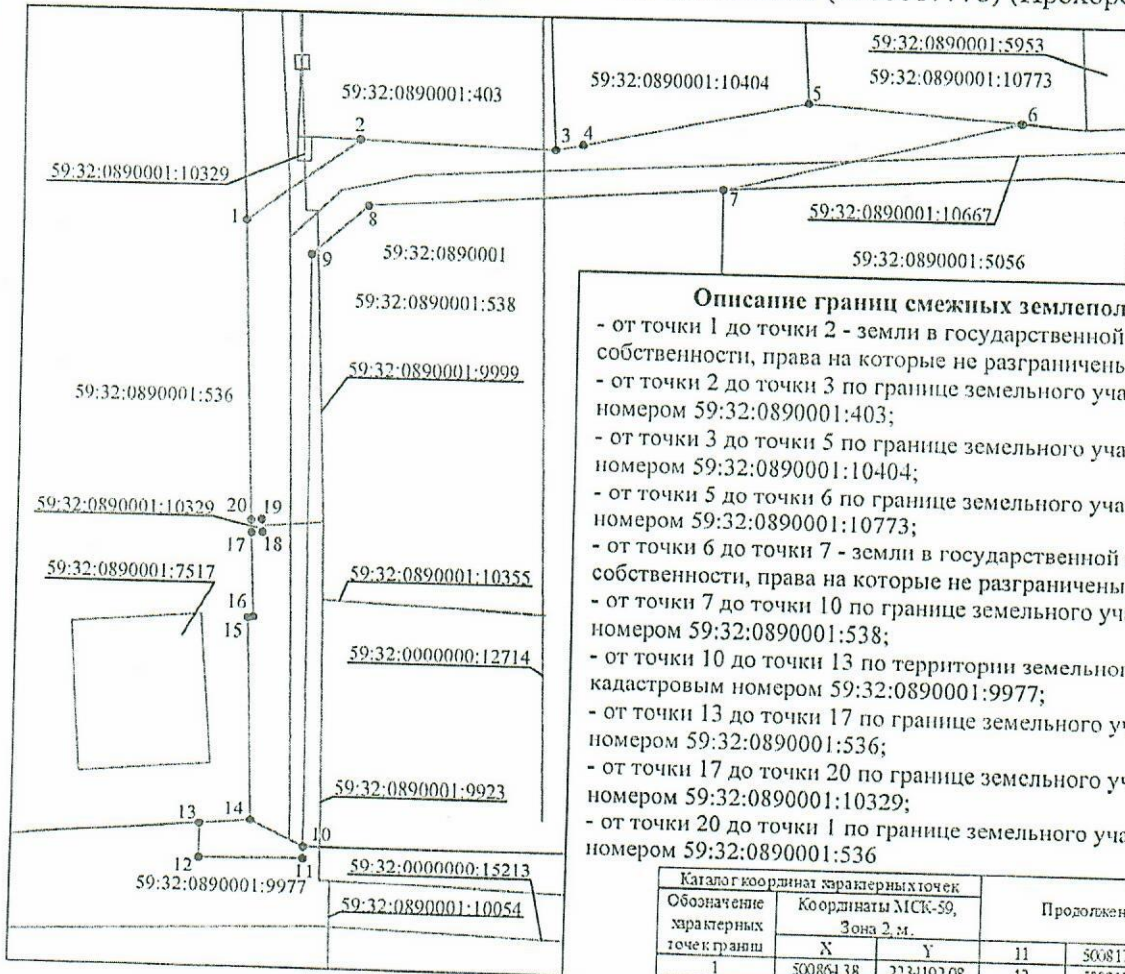 59:32:0890001:5953
59:32:0890001:403
59:32:0890001:10404
59:32:0890001:10773
5
6
2
3 4
59:32:0890001:10329
1
8
7
59:32:0890001:10667
9
59:32:0890001
59:32:0890001:5056
59:32:0890001:538
59:32:0890001:9999
59:32:0890001:536
59:32:0890001:10329
20 19
17 18
59:32:0890001:7517
59:32:0890001:10355
16
15
59:32:0000000:12714
59:32:0890001:9923
13 14
10
12
11
59:32:0000000:15213
59:32:0890001:9977
59:32:0890001:10054
Описание границ смежных землепол
- от точки 1 до точки 2 - земли в государственной
собственности, права на которые не разграничены
- от точки 2 до точки 3 по границе земельного уча
номером 59:32:0890001:403;
- от точки 3 до точки 5 по границе земельного уча
номером 59:32:0890001:10404;
- от точки 5 до точки 6 по границе земельного уча
номером 59:32:0890001:10773;
- от точки 6 до точки 7 - земли в государственной
собственности, права на которые не разграничены
- от точки 7 до точки 10 по границе земельного уч
номером 59:32:0890001:538;
- от точки 10 до точки 13 по территории земельног
кадастровым номером 59:32:0890001:9977;
- от точки 13 до точки 17 по границе земельного уч
номером 59:32:0890001:536;
- от точки 17 до точки 20 по границе земельного уч
номером 59:32:0890001:10329;
- от точки 20 до точки 1 по границе земельного уча
номером 59:32:0890001:536
Каталог координат характерных точек
Обозначение характерных точек границ
Координаты МСК-59, Зона 2, м.
Продолжен
X Y 11
1